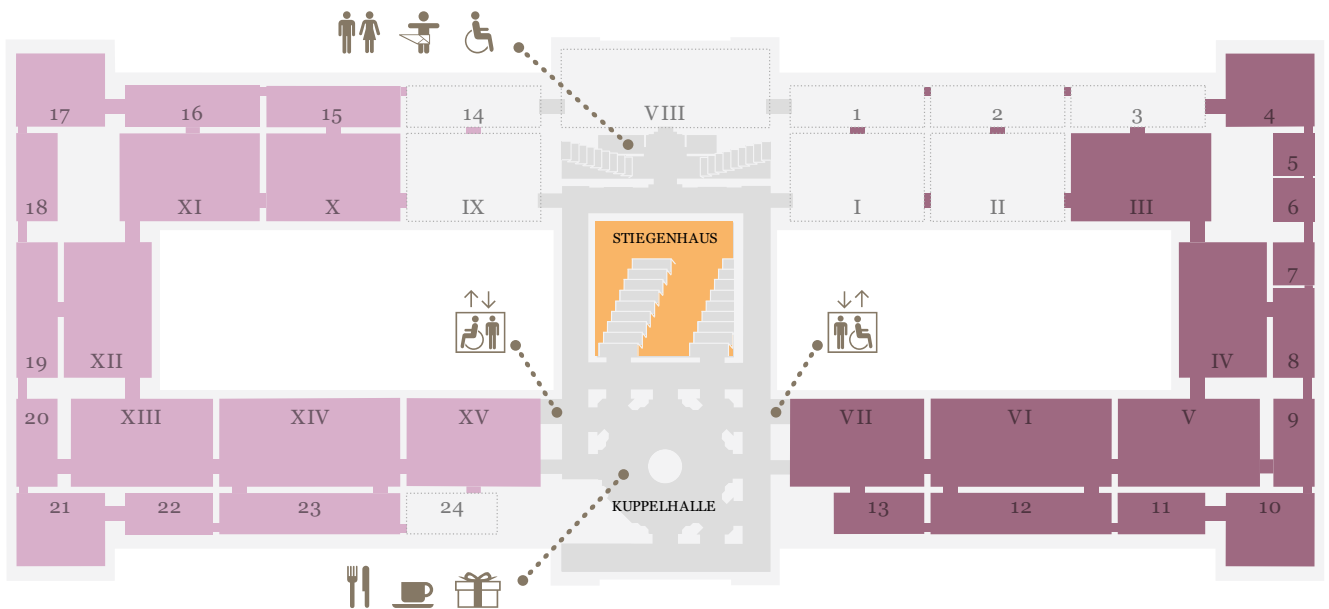 17 16 15 14 VIII 1 2 3 4
5
18 XI X IX I II III 6
STIEGENHAUS
7
19 XII IV 8
20 XIII XIV XV VII VI V 9
21 22 23 24 KUPPELHALLE 13 12 11 10